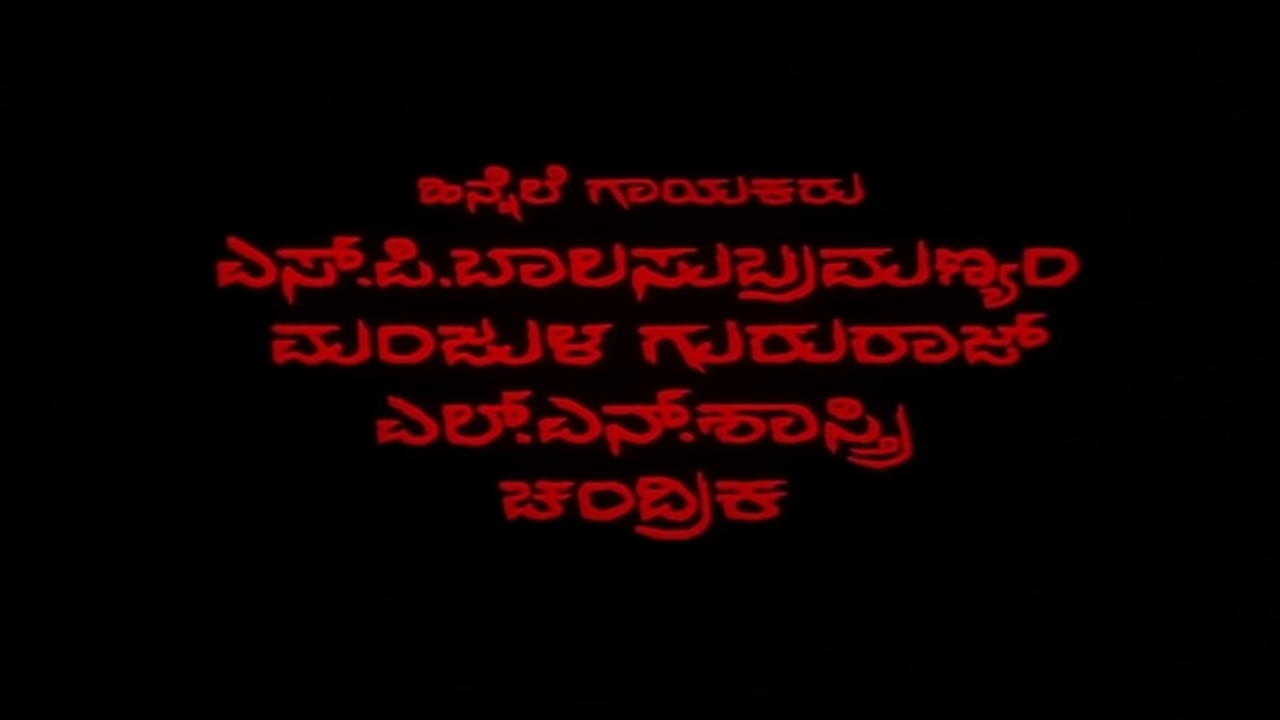 ಹಿನ್ನೆಲೆ ಗಾಯಕರು
ಎಸ್.ಪಿ.ಬಾಲಸುಬ್ರಮಣ್ಯಂ
ಮಂಜುಳ ಗುರುರಾಜ್
ಎಲ್.ಎನ್.ಶಾಸ್ತ್ರಿ
ಚಂದ್ರಿಕ